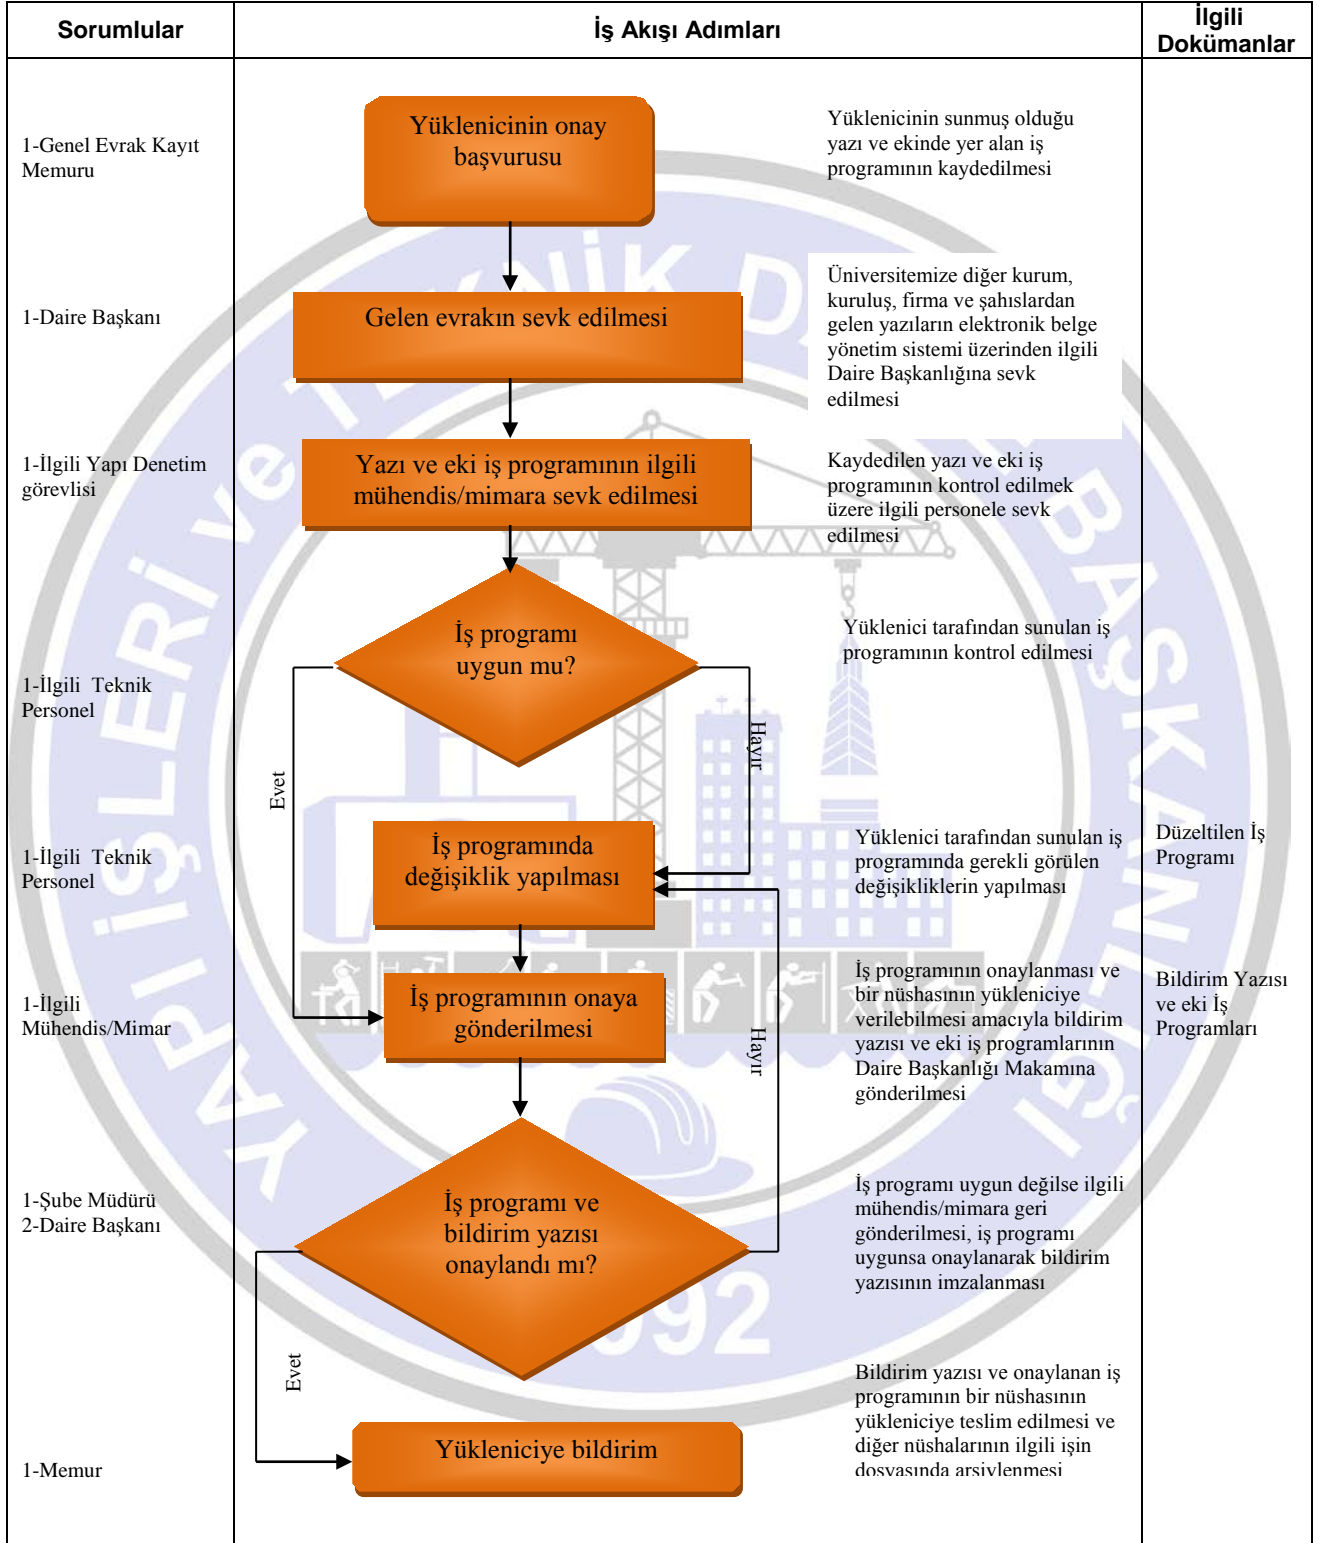 Sorumlular
İş Akışı Adımları
İlgili
Dokümanlar
1-Genel Evrak Kayıt
Memuru
Yüklenicinin onay
başvurusu
Yüklenicinin sunmuş olduğu
yazı ve ekinde yer alan iş
programının kaydedilmesi
1-Daire Başkanı
Gelen evrakın sevk edilmesi
Üniversitemize diğer kurum,
kuruluş, firma ve şahıslardan
gelen yazıların elektronik belge
yönetim sistemi üzerinden ilgili
Daire Başkanlığına sevk
edilmesi
1-İlgili Yapı Denetim
görevlisi
Yazı ve eki iş programının ilgili
mühendis/mimara sevk edilmesi
Kaydedilen yazı ve eki iş
programının kontrol edilmek
üzere ilgili personele sevk
edilmesi
1-İlgili  Teknik
Personel
İş programı
uygun mu?
Yüklenici tarafından sunulan iş
programının kontrol edilmesi
Evet
Hayır
1-İlgili  Teknik
Personel
İş programında
değişiklik yapılması
Yüklenici tarafından sunulan iş
programında gerekli görülen
değişikliklerin yapılması
Düzeltilen İş
Programı
1-İlgili
Mühendis/Mimar
İş programının onaya
gönderilmesi
İş programının onaylanması ve
bir nüshasının yükleniciye
verilebilmesi amacıyla bildirim
yazısı ve eki iş programlarının
Daire Başkanlığı Makamına
gönderilmesi
Bildirim Yazısı
ve eki İş
Programları
Hayır
1-Şube Müdürü
2-Daire Başkanı
İş programı ve
bildirim yazısı
onaylandı mı?
İş programı uygun değilse ilgili
mühendis/mimara geri
gönderilmesi, iş programı
uygunsa onaylanarak bildirim
yazısının imzalanması
Evet
1-Memur
Yükleniciye bildirim
Bildirim yazısı ve onaylanan iş
programının bir nüshasının
yükleniciye teslim edilmesi ve
diğer nüshalarının ilgili işin
dosyasında arşivlenmesi
YAPI İŞLERİ ve TEKNİK
BAŞKANLIĞI